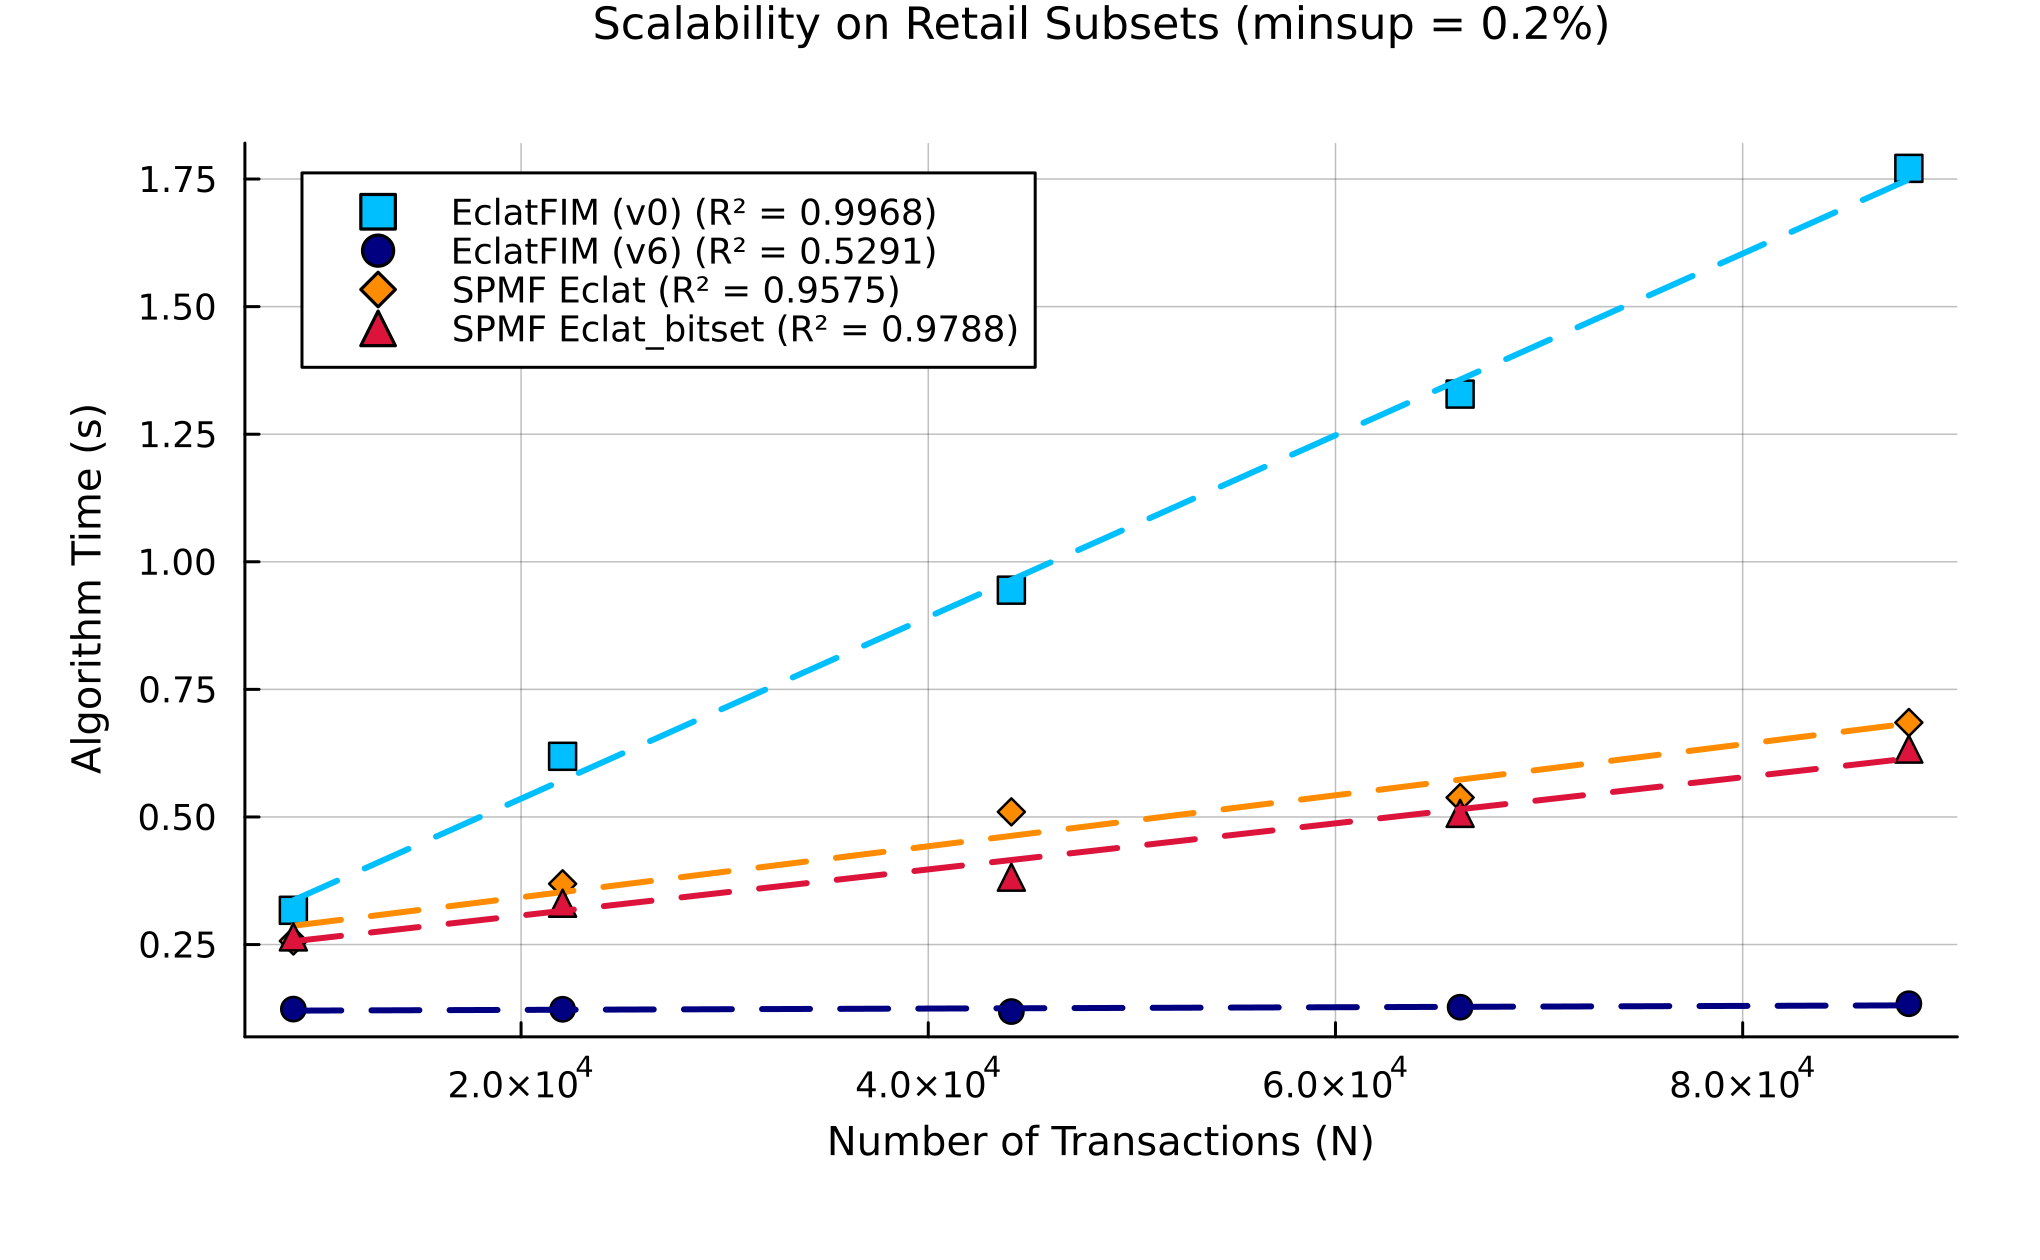 Scalability on Retail Subsets (minsup = 0.2%)
EclatFIM (v0) (R² = 0.9968)
EclatFIM (v6) (R² = 0.5291)
SPMF Eclat (R² = 0.9575)
SPMF Eclat_bitset (R² = 0.9788)
Algorithm Time (s)
1.75
1.50
1.25
1.00
0.75
0.50
0.25
2.0×10⁴ 4.0×10⁴ 6.0×10⁴ 8.0×10⁴
Number of Transactions (N)